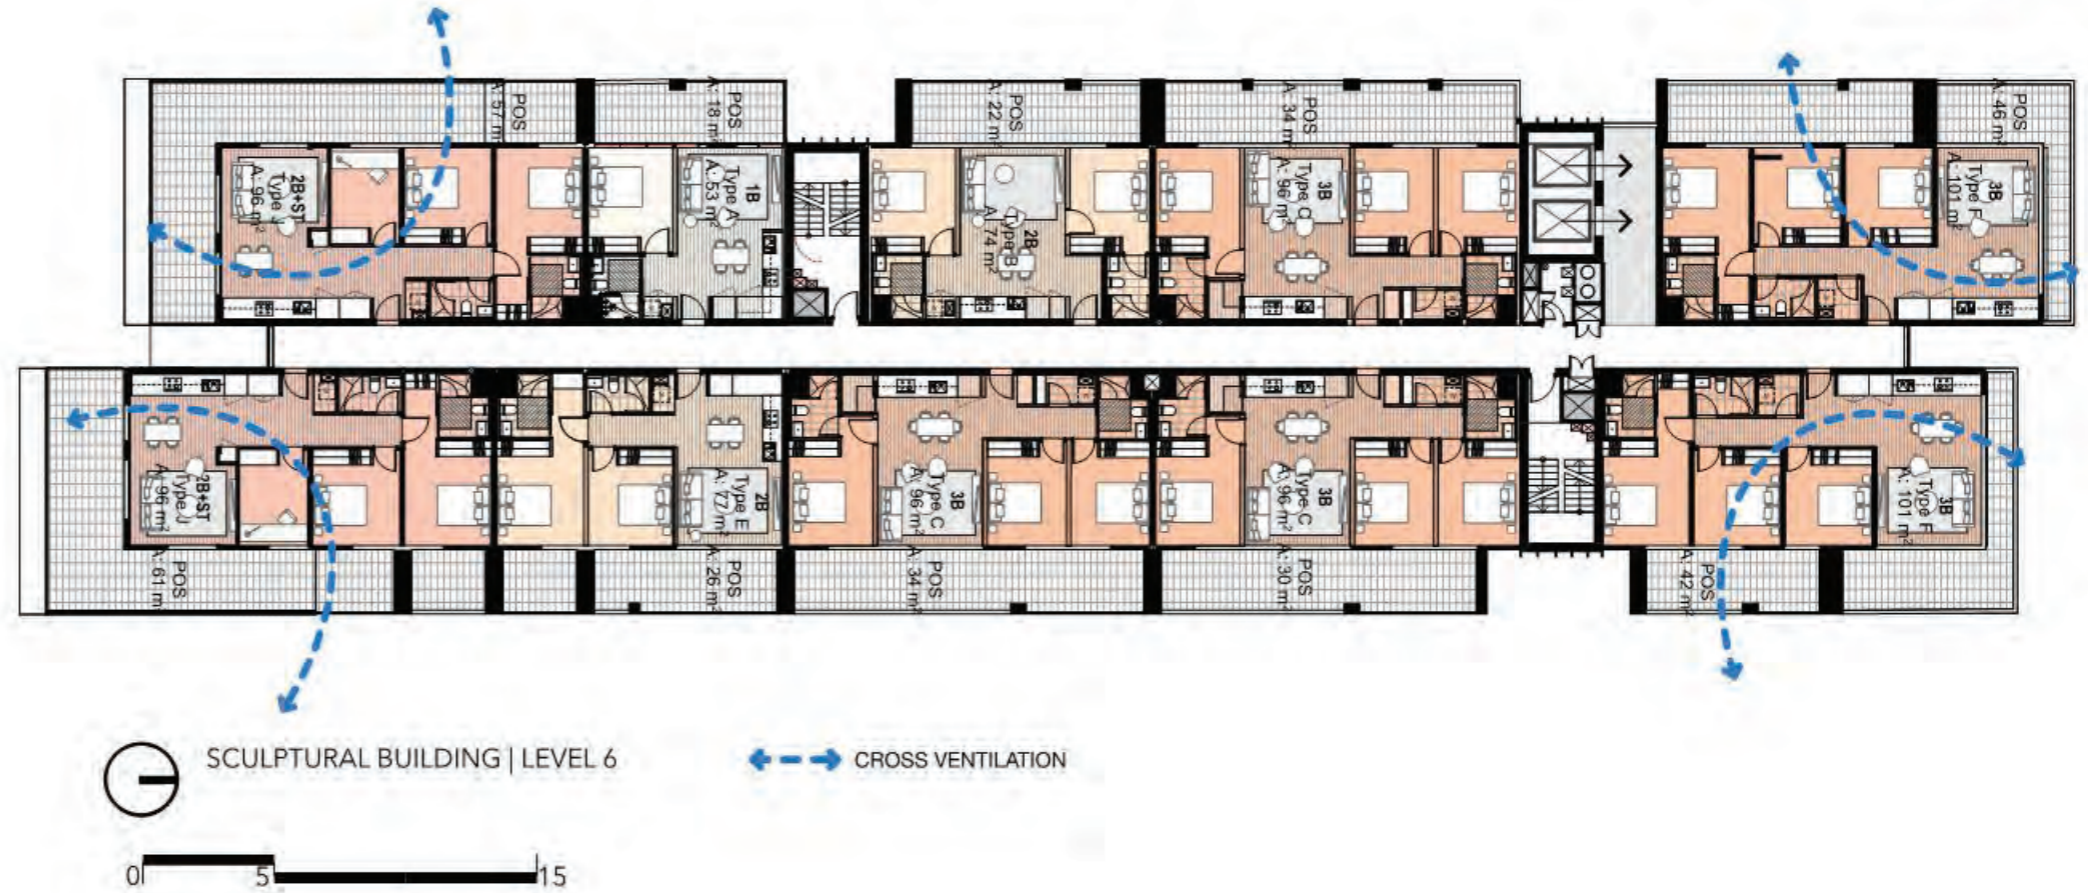 POS
A: 57 m²
POS
A: 18 m²
POS
A: 22 m²
POS
A: 34 m²
POS
A: 46 m²
2B+ST
Type J
A: 96 m²
1B
Type A
A: 53 m²
2B
Type B
A: 74 m²
3B
Type C
A: 96 m²
3B
Type F
A: 101 m²
2B+ST
Type J
A: 96 m²
2B
Type E
A: 77 m²
3B
Type C
A: 96 m²
3B
Type C
A: 96 m²
3B
Type F
A: 101 m²
POS
A: 61 m²
POS
A: 26 m²
POS
A: 34 m²
POS
A: 30 m²
POS
A: 42 m²
SCULPTURAL BUILDING | LEVEL 6
CROSS VENTILATION
0 5 15